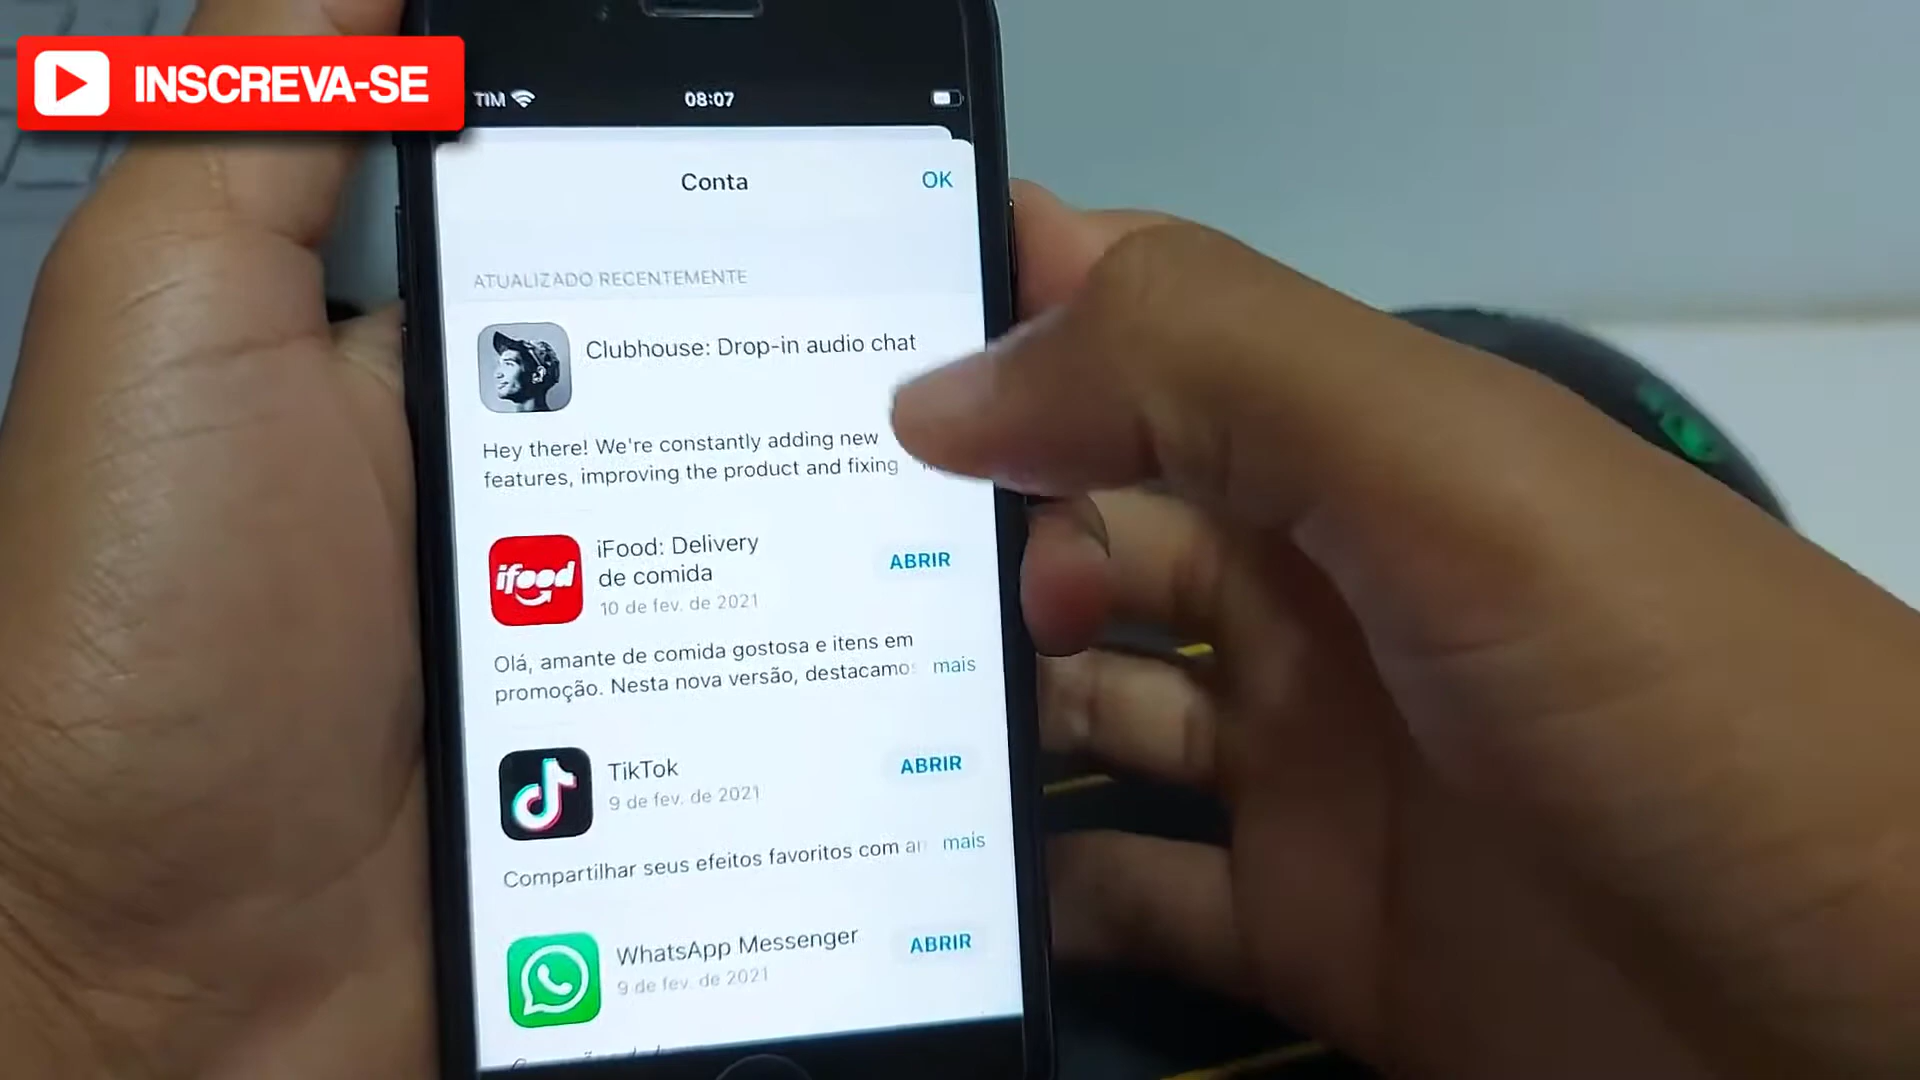 INSCREVA-SE
TIM
08:07
Conta
OK
ATUALIZADO RECENTEMENTE
Clubhouse: Drop-in audio chat
Hey there! We're constantly adding new
features, improving the product and fixing
ifood
iFood: Delivery
de comida
ABRIR
10 de fev. de 2021
Olá, amante de comida gostosa e itens em
promoção. Nesta nova versão, destacamos
mais
TikTok
ABRIR
9 de fev. de 2021
Compartilhar seus efeitos favoritos com
mais
WhatsApp Messenger
ABRIR
9 de fev. de 2021